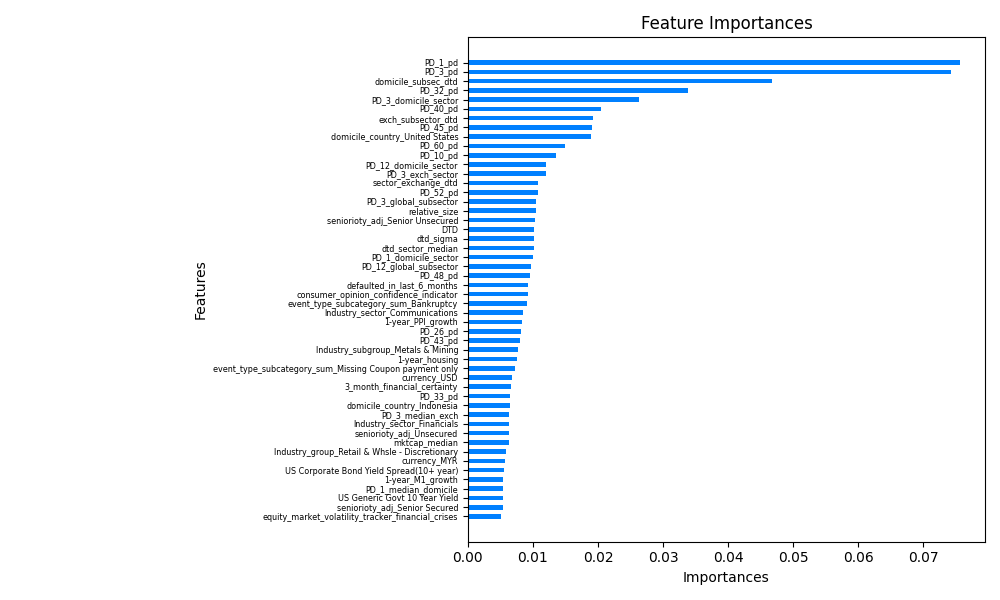 Feature Importances
PD_1_pd
PD_3_pd
domicile_subsec_dtd
PD_32_pd
PD_3_domicile_sector
PD_40_pd
exch_subsector_dtd
PD_45_pd
domicile_country_United States
PD_60_pd
PD_10_pd
PD_12_domicile_sector
PD_3_exch_sector
sector_exchange_dtd
PD_52_pd
PD_3_global_subsector
relative_size
seniorioty_adj_Senior Unsecured
DTD
dtd_sigma
dtd_sector_median
PD_1_domicile_sector
PD_12_global_subsector
PD_48_pd
defaulted_in_last_6_months
consumer_opinion_confidence_indicator
event_type_subcategory_sum_Bankruptcy
Industry_sector_Communications
1-year_PPI_growth
PD_26_pd
PD_43_pd
Industry_subgroup_Metals & Mining
1-year_housing
event_type_subcategory_sum_Missing Coupon payment only
currency_USD
3_month_financial_certainty
PD_33_pd
domicile_country_Indonesia
PD_3_median_exch
Industry_sector_Financials
seniorioty_adj_Unsecured
mktcap_median
Industry_group_Retail & Whsle - Discretionary
currency_MYR
US Corporate Bond Yield Spread(10+ year)
1-year_M1_growth
PD_1_median_domicile
US Generic Govt 10 Year Yield
seniorioty_adj_Senior Secured
equity_market_volatility_tracker_financial_crises
Features
0.00 0.01 0.02 0.03 0.04 0.05 0.06 0.07
Importances